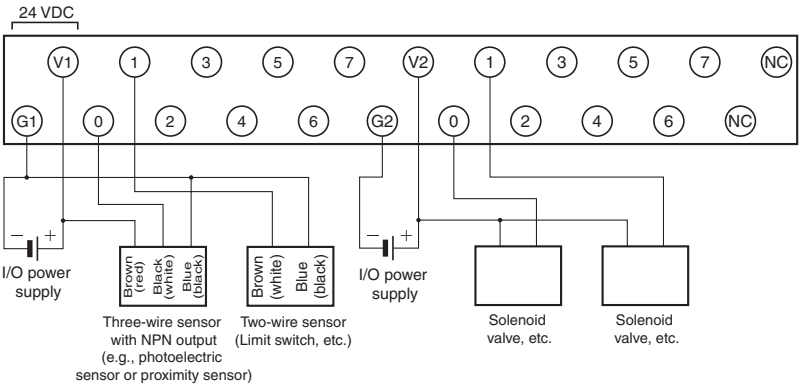 24 VDC
V1 1 3 5 7 V2 1 3 5 7 NC
G1 0 2 4 6 G2 0 2 4 6 NC
− +
I/O power
supply
Brown
(red)
Black
(white)
Blue
(black)
Three-wire sensor
with NPN output
(e.g., photoelectric
sensor or proximity sensor)
Brown
(white)
Blue
(black)
Two-wire sensor
(Limit switch, etc.)
− +
I/O power
supply
Solenoid
valve, etc.
Solenoid
valve, etc.